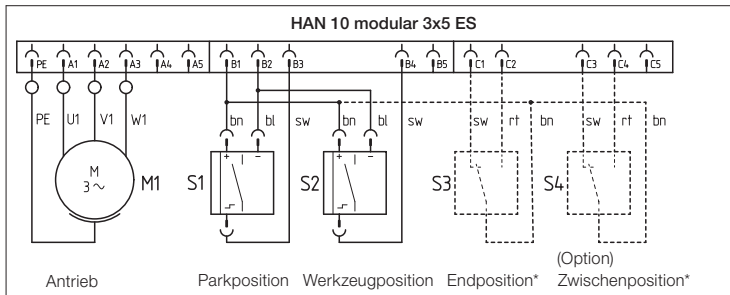 HAN 10 modular 3x5 ES
PE A1 A2 A3 A4 A5 B1 B2 B3 B4 B5 C1 C2 C3 C4 C5
PE U1 V1 W1 bn bl sw bn bl sw sw rt bn sw rt bn
M
3 ~
M1
S1
+ −
S2
+ −
S3
S4
(Option)
Antrieb Parkposition Werkzeugposition Endposition* Zwischenposition*